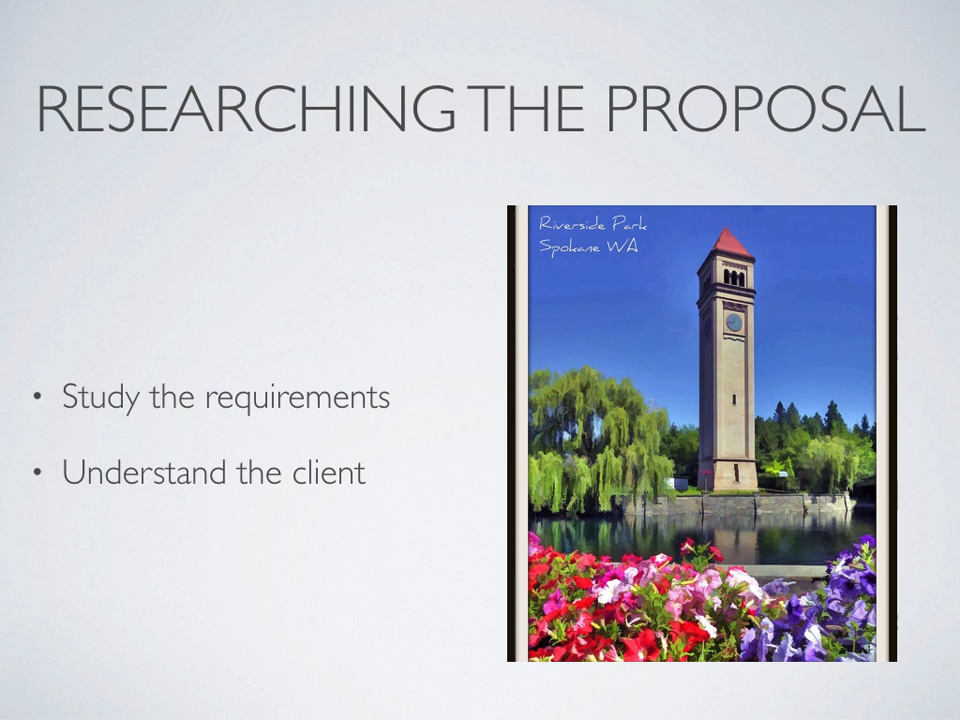 RESEARCHING THE PROPOSAL
Riverside Park
Spokane WA
• Study the requirements
• Understand the client